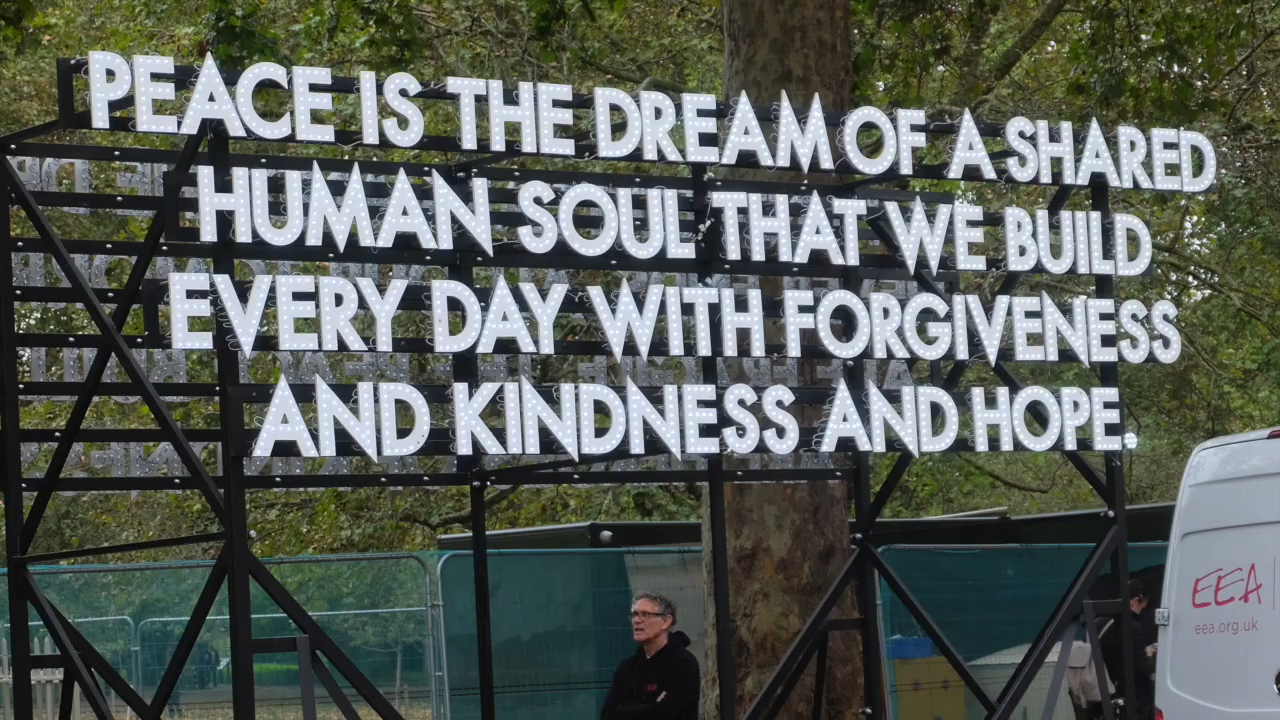 PEACE IS THE DREAM OF A SHARED
HUMAN SOUL THAT WE BUILD
EVERY DAY WITH FORGIVENESS
AND KINDNESS AND HOPE
EEA
eea.org.uk